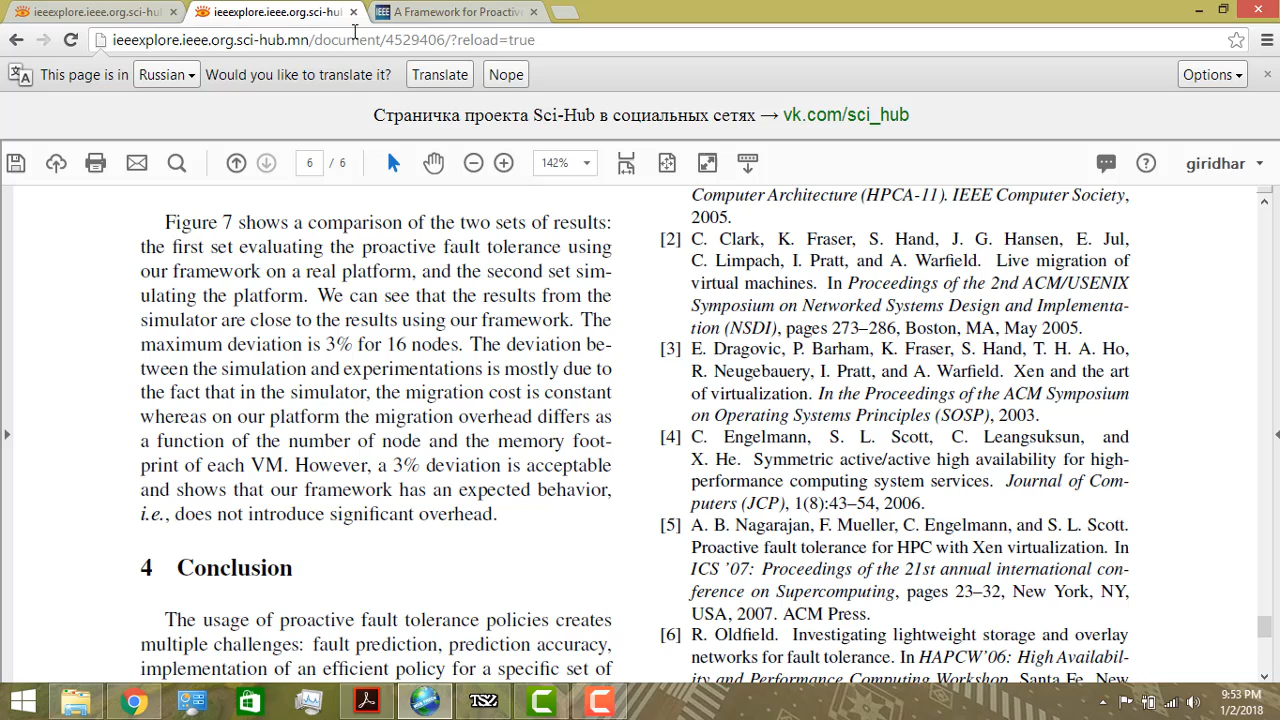 ieeexplore.ieee.org.sci-hub
ieeexplore.ieee.org.sci-hub
IEEE A Framework for Proactive
ieeexplore.ieee.org.sci-hub.mn/document/4529406/?reload=true
This page is in Russian Would you like to translate it? Translate Nope Options
Страничка проекта Sci-Hub в социальных сетях → vk.com/sci_hub
6 / 6 142% giridhar
Figure 7 shows a comparison of the two sets of results:
the first set evaluating the proactive fault tolerance using
our framework on a real platform, and the second set sim-
ulating the platform. We can see that the results from the
simulator are close to the results using our framework. The
maximum deviation is 3% for 16 nodes. The deviation be-
tween the simulation and experimentations is mostly due to
the fact that in the simulator, the migration cost is constant
whereas on our platform the migration overhead differs as
a function of the number of node and the memory foot-
print of each VM. However, a 3% deviation is acceptable
and shows that our framework has an expected behavior,
i.e., does not introduce significant overhead.
4 Conclusion
The usage of proactive fault tolerance policies creates
multiple challenges: fault prediction, prediction accuracy,
implementation of an efficient policy for a specific set of
Computer Architecture (HPCA-11). IEEE Computer Society,
2005.
[2] C. Clark, K. Fraser, S. Hand, J. G. Hansen, E. Jul,
C. Limpach, I. Pratt, and A. Warfield. Live migration of
virtual machines. In Proceedings of the 2nd ACM/USENIX
Symposium on Networked Systems Design and Implementa-
tion (NSDI), pages 273–286, Boston, MA, May 2005.
[3] E. Dragovic, P. Barham, K. Fraser, S. Hand, T. H. A. Ho,
R. Neugebauery, I. Pratt, and A. Warfield. Xen and the art
of virtualization. In the Proceedings of the ACM Symposium
on Operating Systems Principles (SOSP), 2003.
[4] C. Engelmann, S. L. Scott, C. Leangsuksun, and
X. He. Symmetric active/active high availability for high-
performance computing system services. Journal of Com-
puters (JCP), 1(8):43–54, 2006.
[5] A. B. Nagarajan, F. Mueller, C. Engelmann, and S. L. Scott.
Proactive fault tolerance for HPC with Xen virtualization. In
ICS ’07: Proceedings of the 21st annual international con-
ference on Supercomputing, pages 23–32, New York, NY,
USA, 2007. ACM Press.
[6] R. Oldfield. Investigating lightweight storage and overlay
networks for fault tolerance. In HAPCW’06: High Availabil-
ity and Performance Computing Workshop, Santa Fe, New
TSZ
9:53 PM
1/2/2018